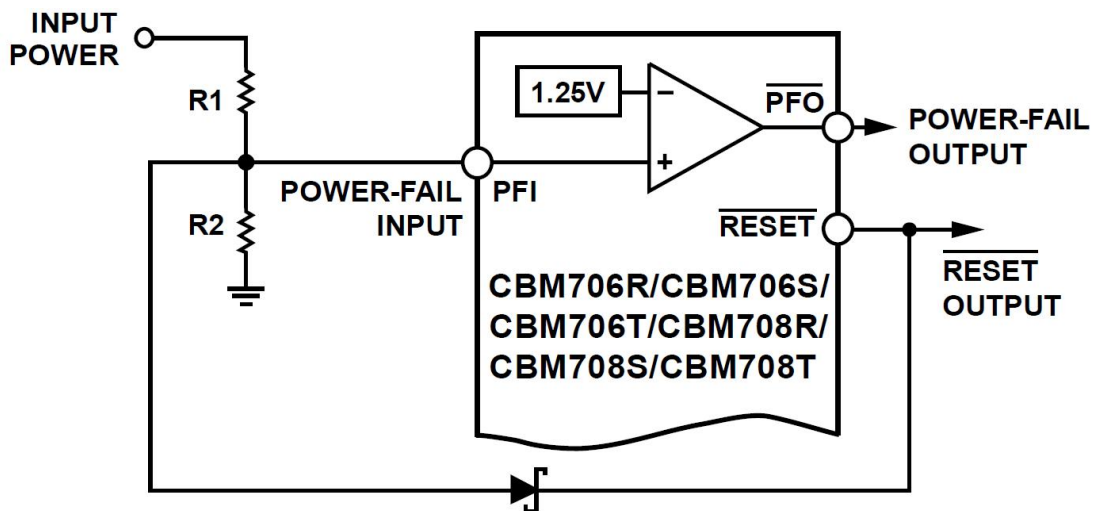 INPUT
POWER
R1
R2
POWER-FAIL
INPUT
PFI
1.25V
−
+
PFO
POWER-FAIL
OUTPUT
RESET
RESET
OUTPUT
CBM706R/CBM706S/
CBM706T/CBM708R/
CBM708S/CBM708T